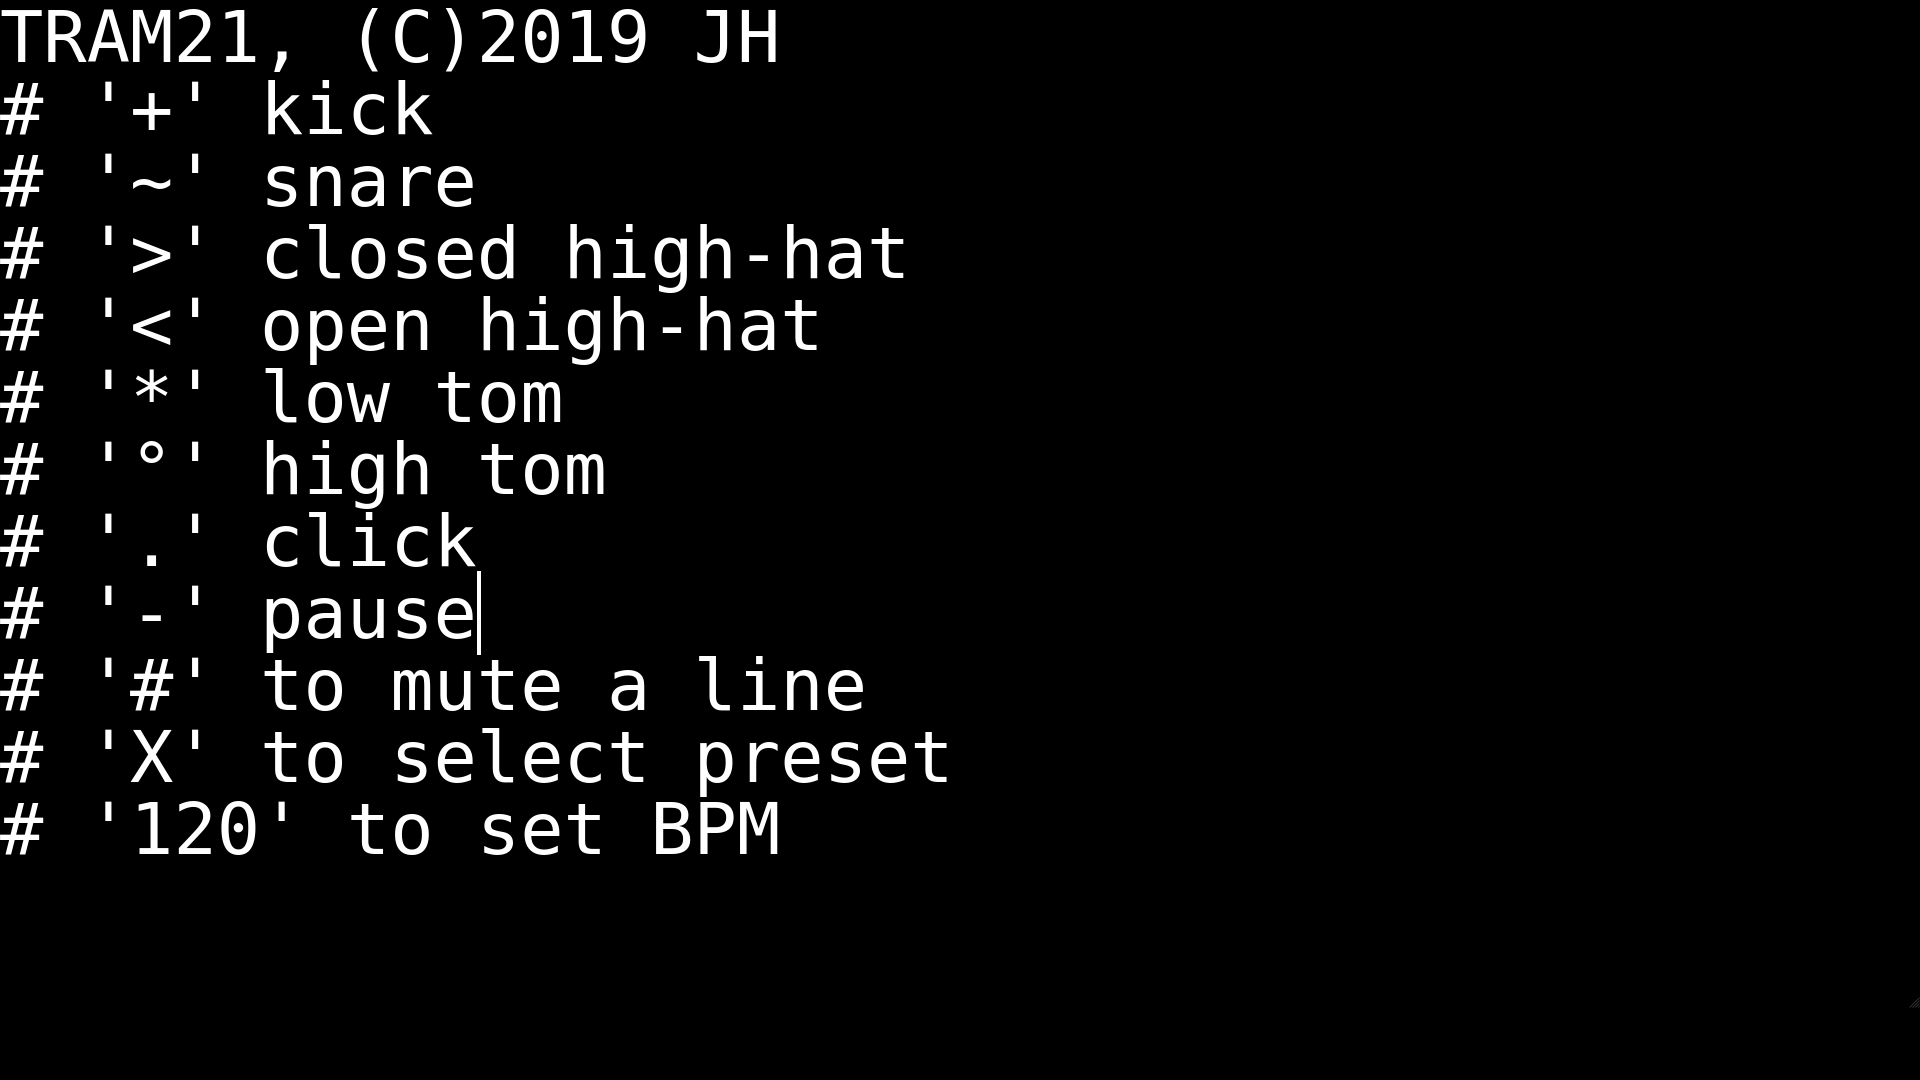 TRAM21, (C)2019 JH
# '+' kick
# '~' snare
# '>' closed high-hat
# '<' open high-hat
# '*' low tom
# '°' high tom
# '.' click
# '-' pause
# '#' to mute a line
# 'X' to select preset
# '120' to set BPM